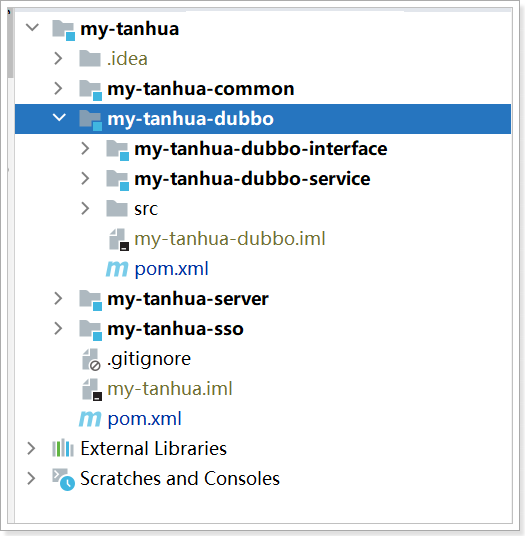 my-tanhua
.idea
my-tanhua-common
my-tanhua-dubbo
my-tanhua-dubbo-interface
my-tanhua-dubbo-service
src
my-tanhua-dubbo.iml
pom.xml
my-tanhua-server
my-tanhua-sso
.gitignore
my-tanhua.iml
pom.xml
External Libraries
Scratches and Consoles